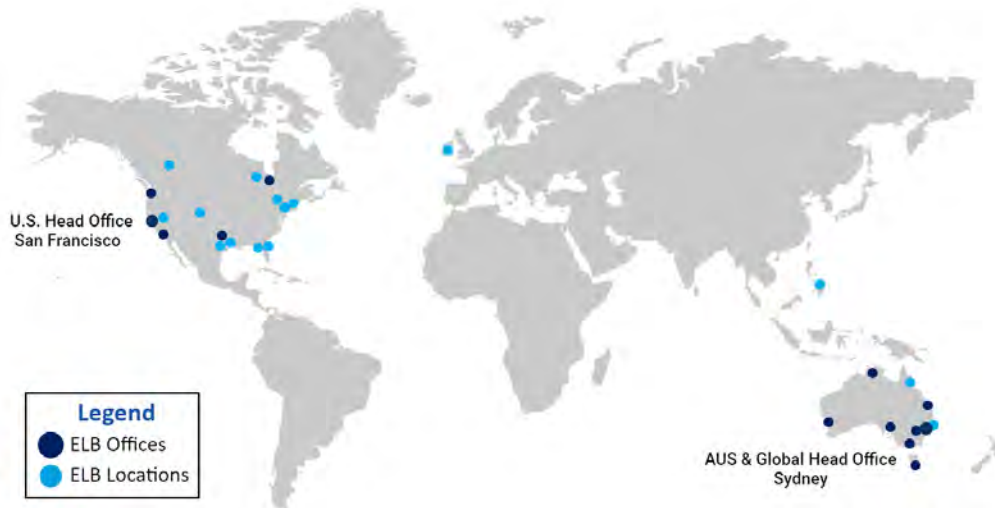 U.S. Head Office
San Francisco
Legend
ELB Offices
ELB Locations
AUS & Global Head Office
Sydney